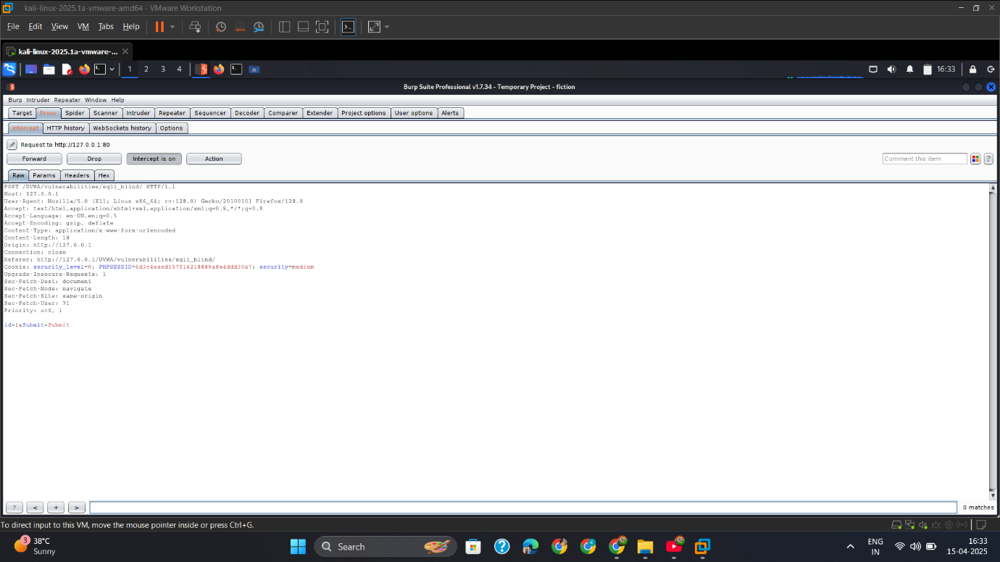 kali-linux-2025.1a-vmware-amd64 - VMware Workstation
File Edit View VM Tabs Help
kali-linux-2025.1a-vmware-...
1 2 3 4 16:33
Burp Suite Professional v1.7.34 - Temporary Project - fiction
Burp Intruder Repeater Window Help
Target Proxy Spider Scanner Intruder Repeater Sequencer Decoder Comparer Extender Project options User options Alerts
Intercept HTTP history WebSockets history Options
Request to http://127.0.0.1:80
Forward Drop Intercept is on Action Comment this item ?
Raw Params Headers Hex
POST /DVWA/vulnerabilities/sqli_blind/ HTTP/1.1
Host: 127.0.0.1
User-Agent: Mozilla/5.0 (X11; Linux x86_64; rv:128.0) Gecko/20100101 Firefox/128.0
Accept: text/html,application/xhtml+xml,application/xml;q=0.9,*/*;q=0.8
Accept-Language: en-US,en;q=0.5
Accept-Encoding: gzip, deflate
Content-Type: application/x-www-form-urlencoded
Content-Length: 18
Origin: http://127.0.0.1
Connection: close
Referer: http://127.0.0.1/DVWA/vulnerabilities/sqli_blind/
Cookie: security_level=0; PHPSESSID=6d3c4eaed157f16218889a8e4ddd30a7; security=medium
Upgrade-Insecure-Requests: 1
Sec-Fetch-Dest: document
Sec-Fetch-Mode: navigate
Sec-Fetch-Site: same-origin
Sec-Fetch-User: ?1
Priority: u=0, i
id=1&Submit=Submit
? < + > 0 matches
To direct input to this VM, move the mouse pointer inside or press Ctrl+G.
3 38°C
Sunny
Search
ENG
IN
16:33
15-04-2025